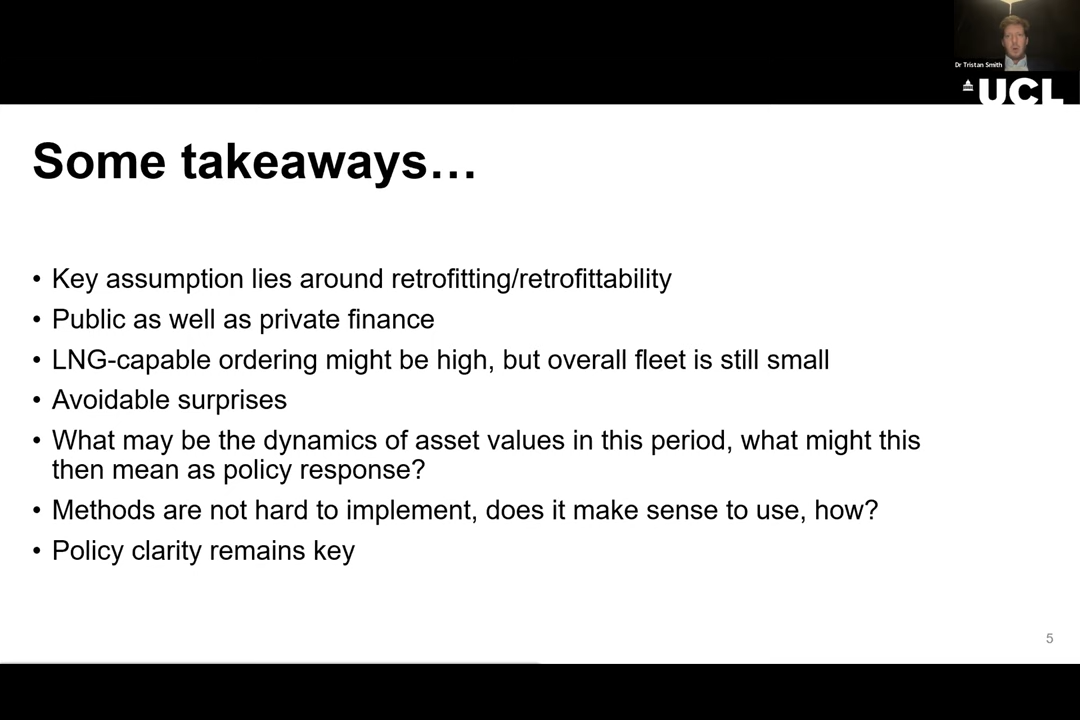 Dr Tristan Smith
UCL
Some takeaways…
• Key assumption lies around retrofitting/retrofittability
• Public as well as private finance
• LNG-capable ordering might be high, but overall fleet is still small
• Avoidable surprises
• What may be the dynamics of asset values in this period, what might this
then mean as policy response?
• Methods are not hard to implement, does it make sense to use, how?
• Policy clarity remains key
5